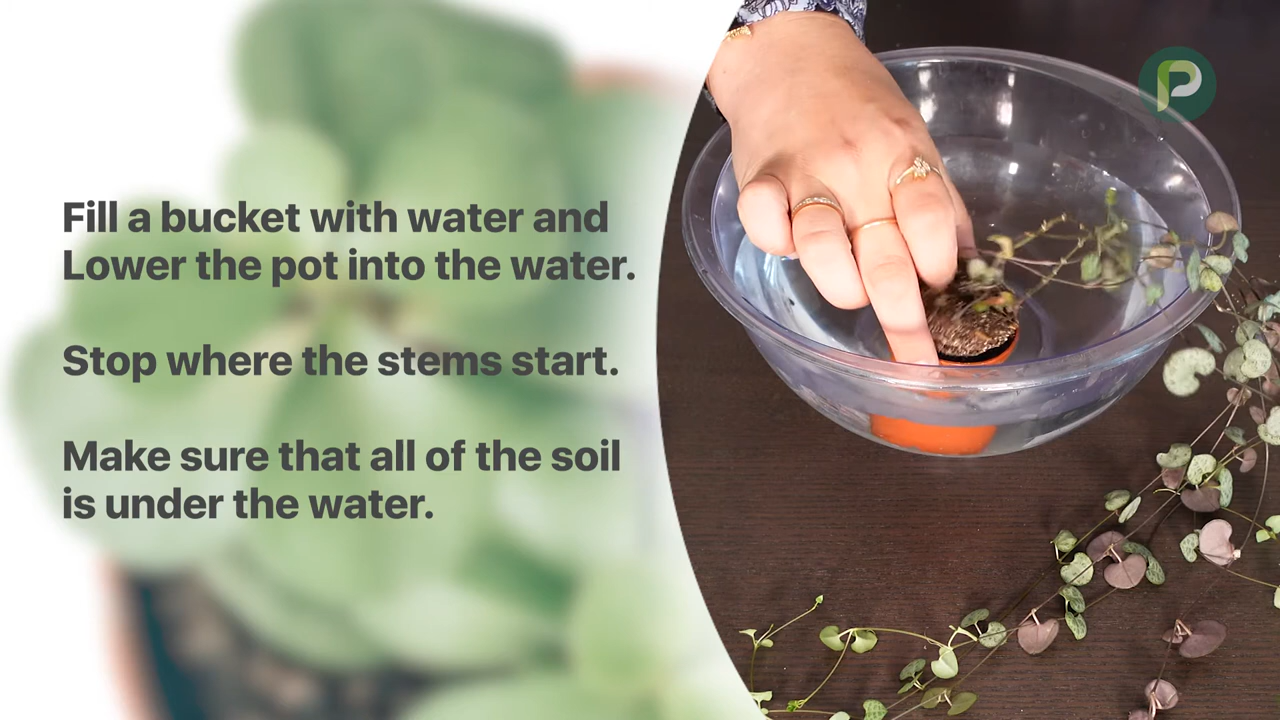 Fill a bucket with water and
Lower the pot into the water.
Stop where the stems start.
Make sure that all of the soil
is under the water.
P